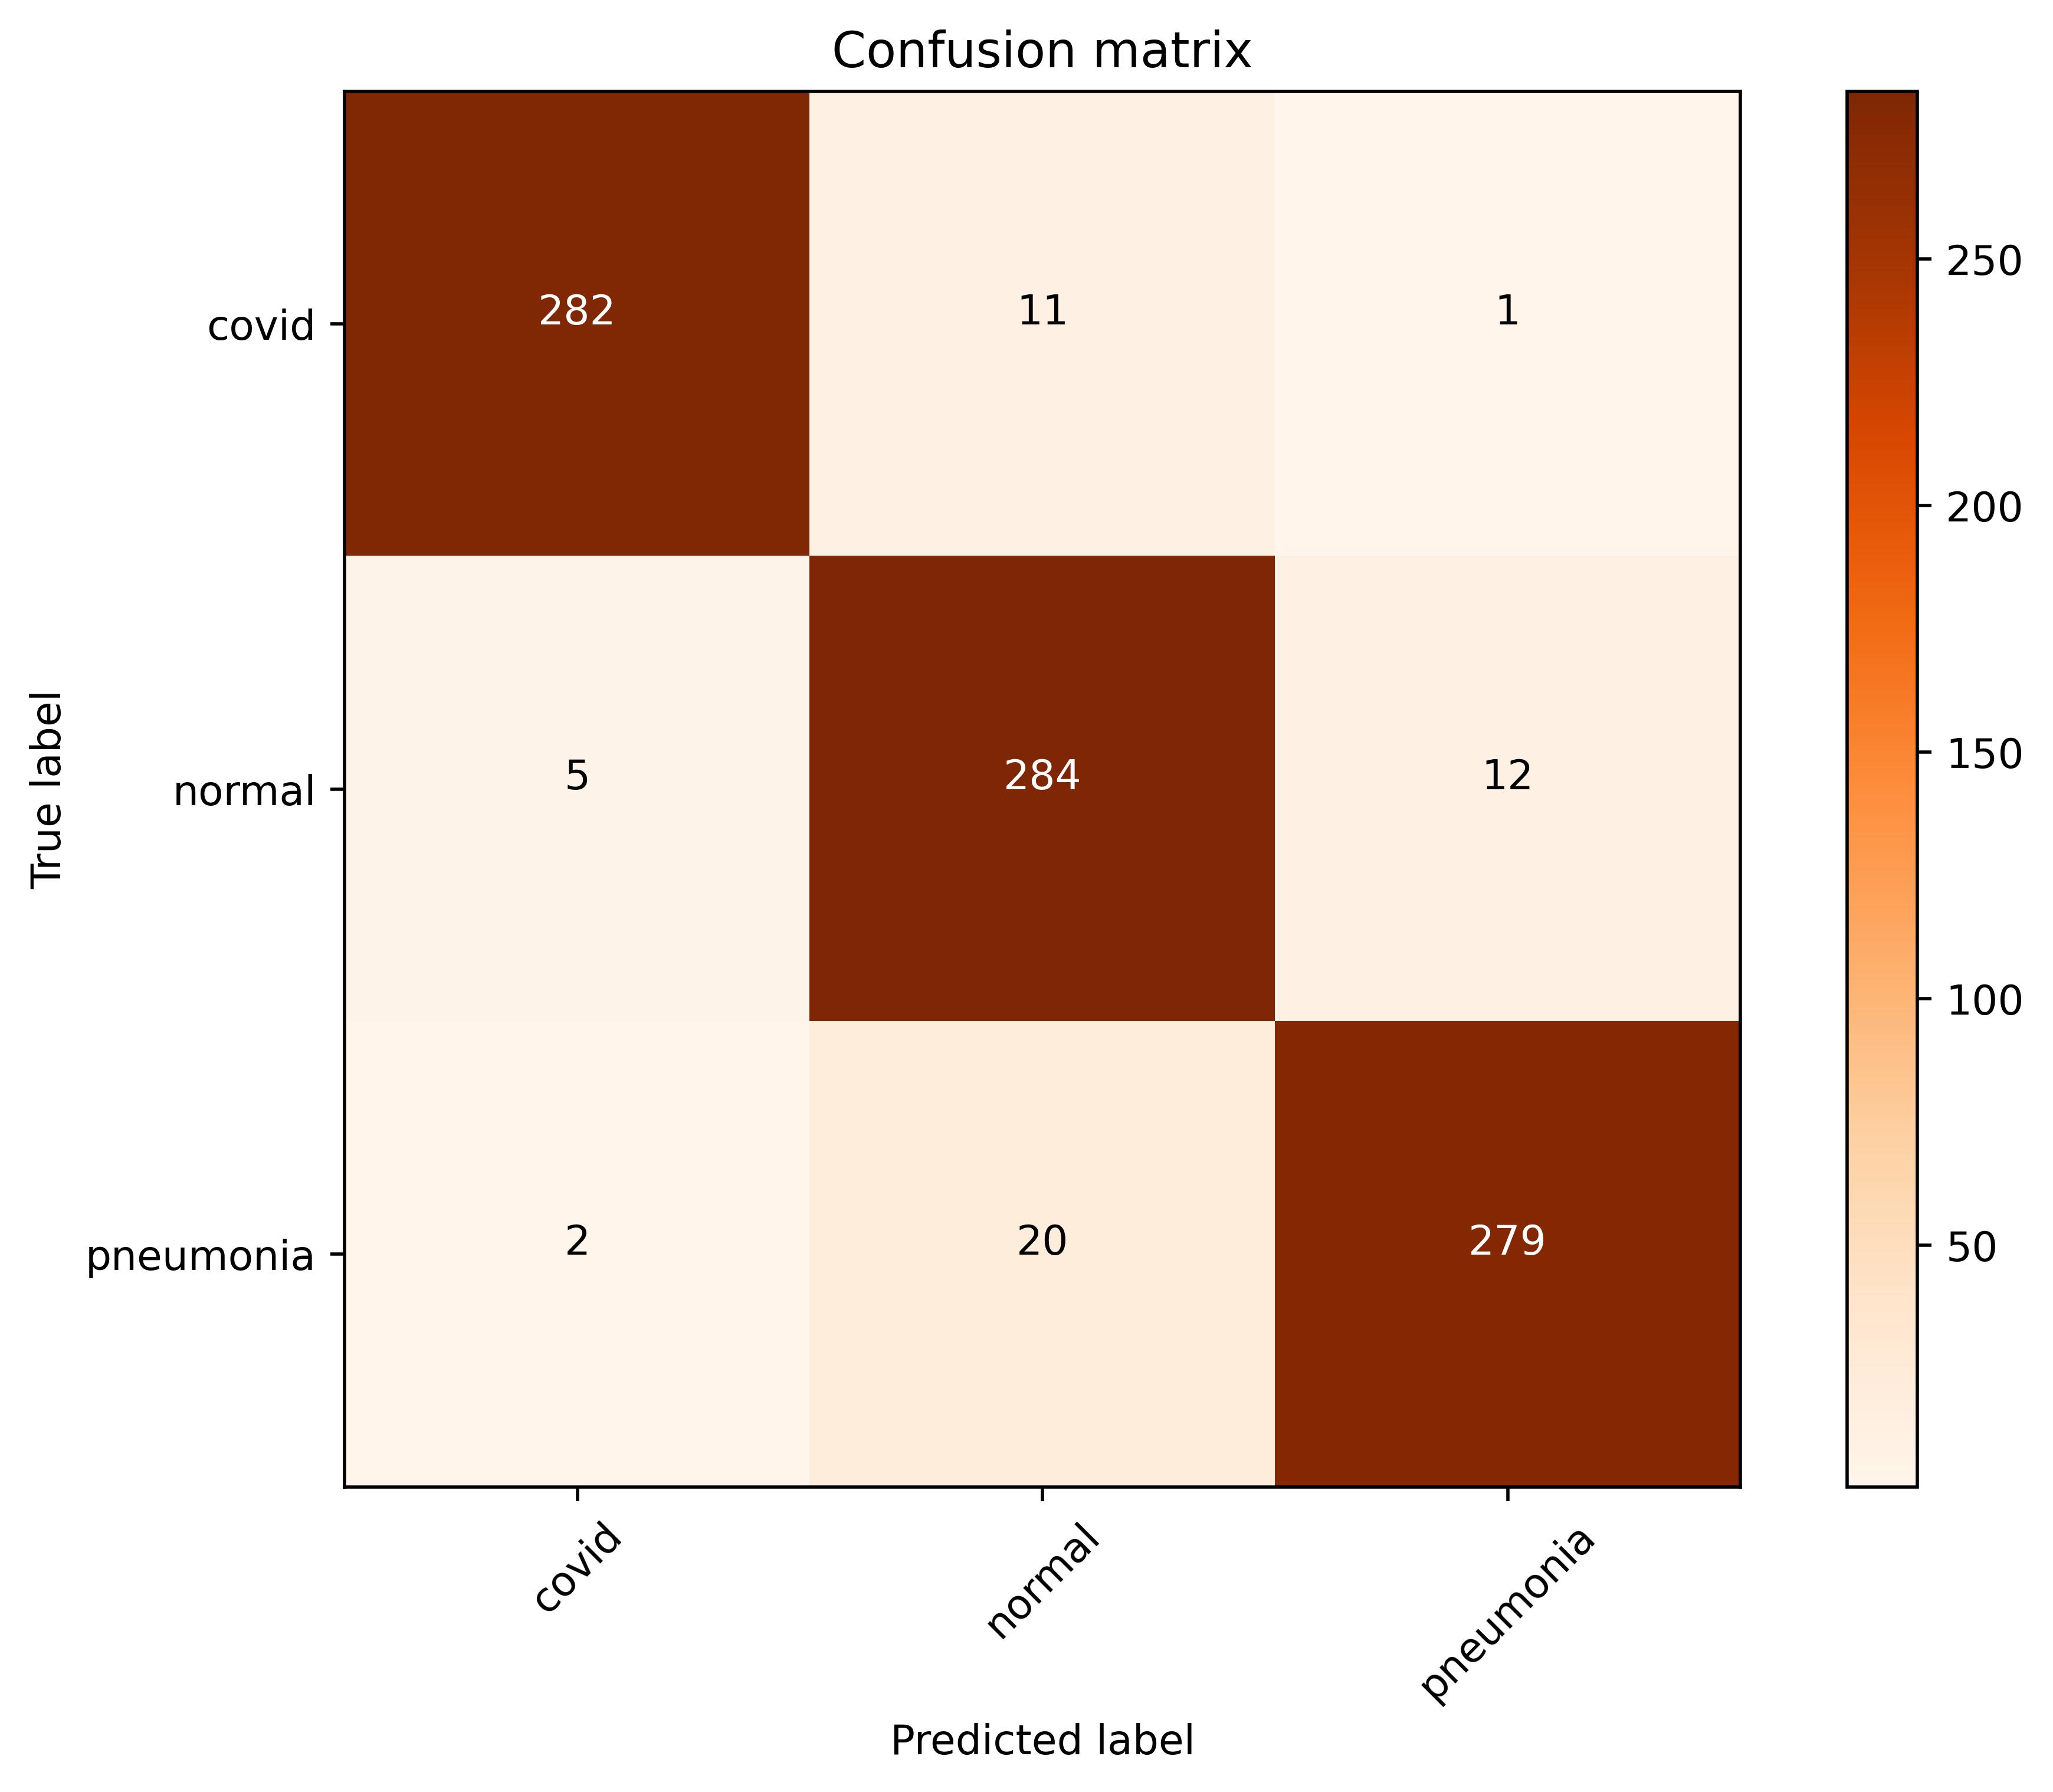 Confusion matrix
covid
282
11
1
normal
5
284
12
pneumonia
2
20
279
True label
covid
normal
pneumonia
Predicted label
250
200
150
100
50